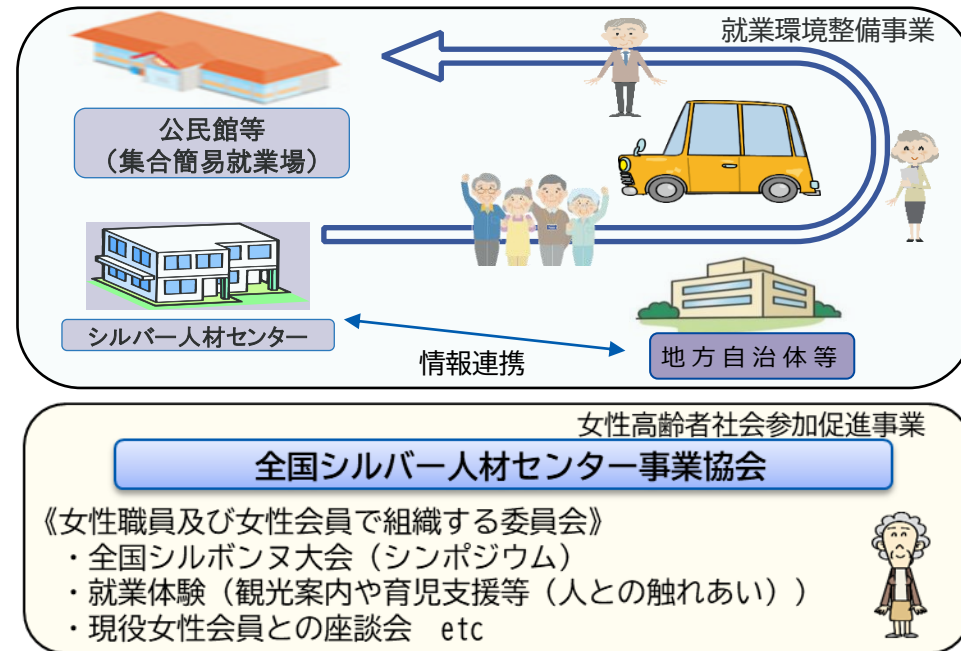 就業環境整備事業
公民館等
（集合簡易就業場）
シルバー人材センター
情報連携
地方自治体等
女性高齢者社会参加促進事業
全国シルバー人材センター事業協会
《女性職員及び女性会員で組織する委員会》
・全国シルボンヌ大会（シンポジウム）
・就業体験（観光案内や育児支援等（人との触れあい））
・現役女性会員との座談会　etc